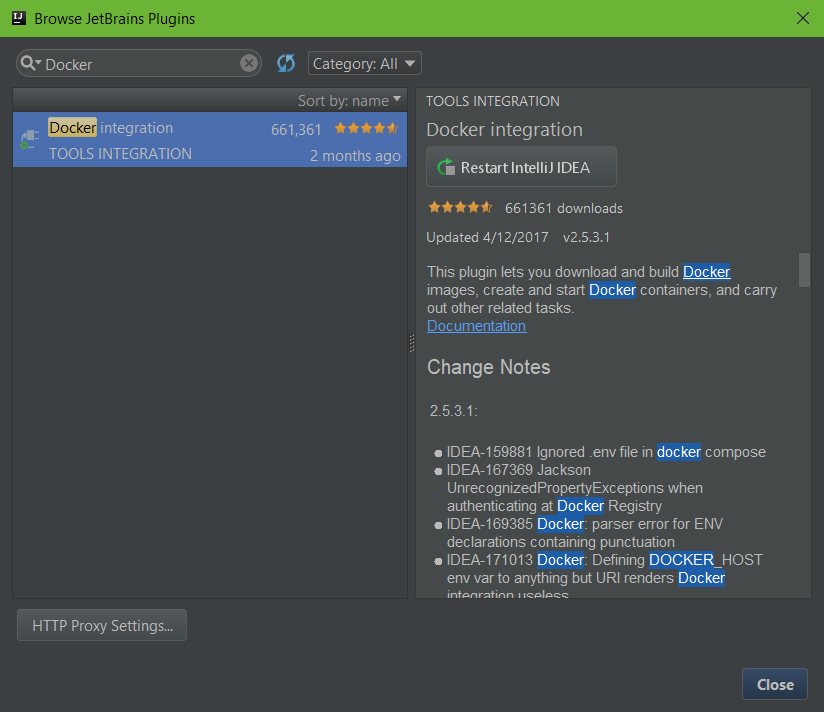 Browse JetBrains Plugins
Docker
Category: All
Sort by: name
Docker integration 661,361
TOOLS INTEGRATION 2 months ago
TOOLS INTEGRATION
Docker integration
Restart IntelliJ IDEA
661361 downloads
Updated 4/12/2017 v2.5.3.1
This plugin lets you download and build Docker
images, create and start Docker containers, and carry
out other related tasks.
Documentation
Change Notes
2.5.3.1:
IDEA-159881 Ignored .env file in docker compose
IDEA-167369 Jackson
UnrecognizedPropertyExceptions when
authenticating at Docker Registry
IDEA-169385 Docker: parser error for ENV
declarations containing punctuation
IDEA-171013 Docker: Defining DOCKER_HOST
env var to anything but URI renders Docker
integration useless
HTTP Proxy Settings...
Close